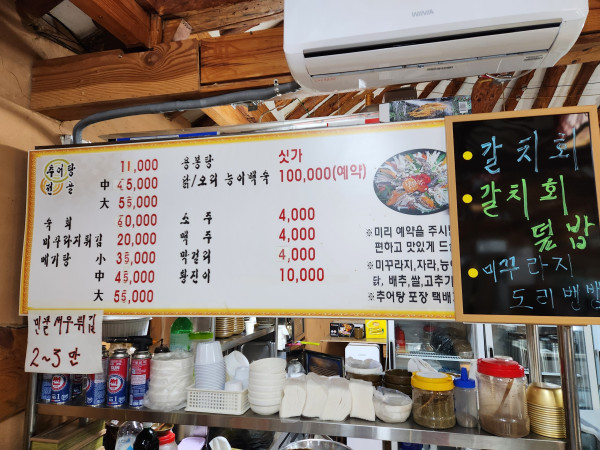 WINIA
추어탕 11,000
전골 中 45,000
大 55,000
숙회 60,000
미꾸라지튀김 20,000
메기탕 小 35,000
中 45,000
大 55,000
용봉탕 싯가
닭/오리 능이백숙 100,000(예약)
소주 4,000
맥주 4,000
막걸리 4,000
황진이 10,000
※미리 예약을 주시면
편하고 맛있게 드
※미꾸라지,자라,능
닭, 배추,쌀,고추가
※추어탕 포장 택배
갈치회
갈치회
덮밥
미꾸라지
도리뱅뱅
민물 새우튀김
2~3만